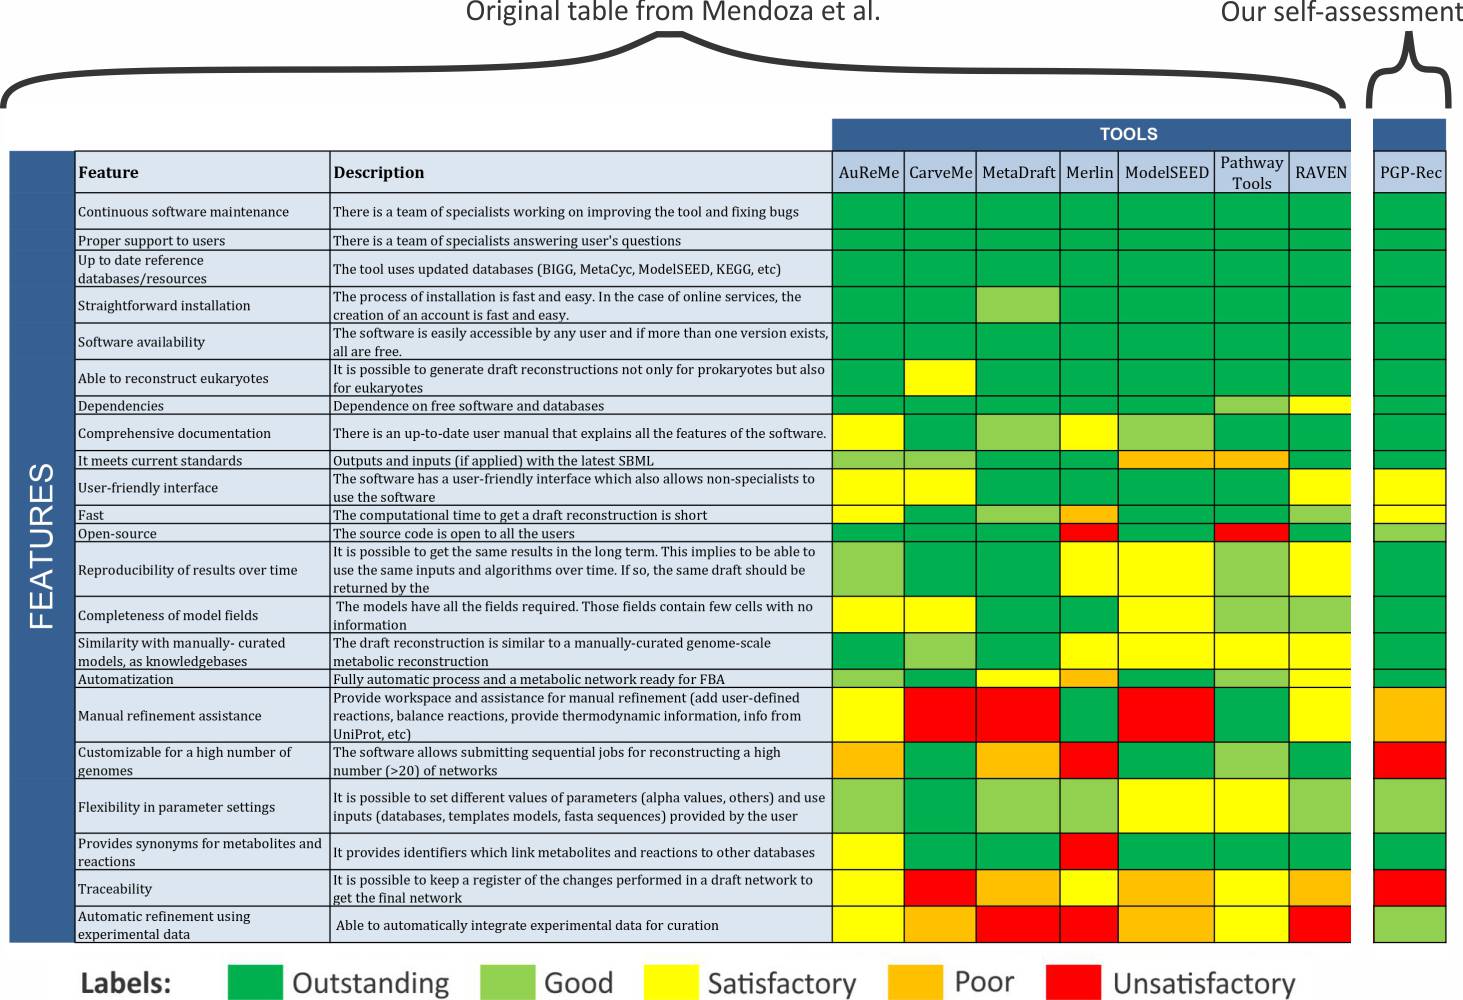 Original table from Mendoza et al.
Our self-assessment
TOOLS
Feature
Description
AuReMe
CarveMe
MetaDraft
Merlin
ModelSEED
Pathway
Tools
RAVEN
PGP-Rec
FEATURES
Continuous software maintenance
There is a team of specialists working on improving the tool and fixing bugs
Proper support to users
There is a team of specialists answering user's questions
Up to date reference
databases/resources
The tool uses updated databases (BIGG, MetaCyc, ModelSEED, KEGG, etc)
Straightforward installation
The process of installation is fast and easy. In the case of online services, the
creation of an account is fast and easy.
Software availability
The software is easily accessible by any user and if more than one version exists,
all are free.
Able to reconstruct eukaryotes
It is possible to generate draft reconstructions not only for prokaryotes but also
for eukaryotes
Dependencies
Dependence on free software and databases
Comprehensive documentation
There is an up-to-date user manual that explains all the features of the software.
It meets current standards
Outputs and inputs (if applied) with the latest SBML
User-friendly interface
The software has a user-friendly interface which also allows non-specialists to
use the software
Fast
The computational time to get a draft reconstruction is short
Open-source
The source code is open to all the users
Reproducibility of results over time
It is possible to get the same results in the long term. This implies to be able to
use the same inputs and algorithms over time. If so, the same draft should be
returned by the
Completeness of model fields
The models have all the fields required. Those fields contain few cells with no
information
Similarity with manually- curated
models, as knowledgebases
The draft reconstruction is similar to a manually-curated genome-scale
metabolic reconstruction
Automatization
Fully automatic process and a metabolic network ready for FBA
Manual refinement assistance
Provide workspace and assistance for manual refinement (add user-defined
reactions, balance reactions, provide thermodynamic information, info from
UniProt, etc)
Customizable for a high number of
genomes
The software allows submitting sequential jobs for reconstructing a high
number (>20) of networks
Flexibility in parameter settings
It is possible to set different values of parameters (alpha values, others) and use
inputs (databases, templates models, fasta sequences) provided by the user
Provides synonyms for metabolites and
reactions
It provides identifiers which link metabolites and reactions to other databases
Traceability
It is possible to keep a register of the changes performed in a draft network to
get the final network
Automatic refinement using
experimental data
Able to automatically integrate experimental data for curation
Labels:
Outstanding
Good
Satisfactory
Poor
Unsatisfactory